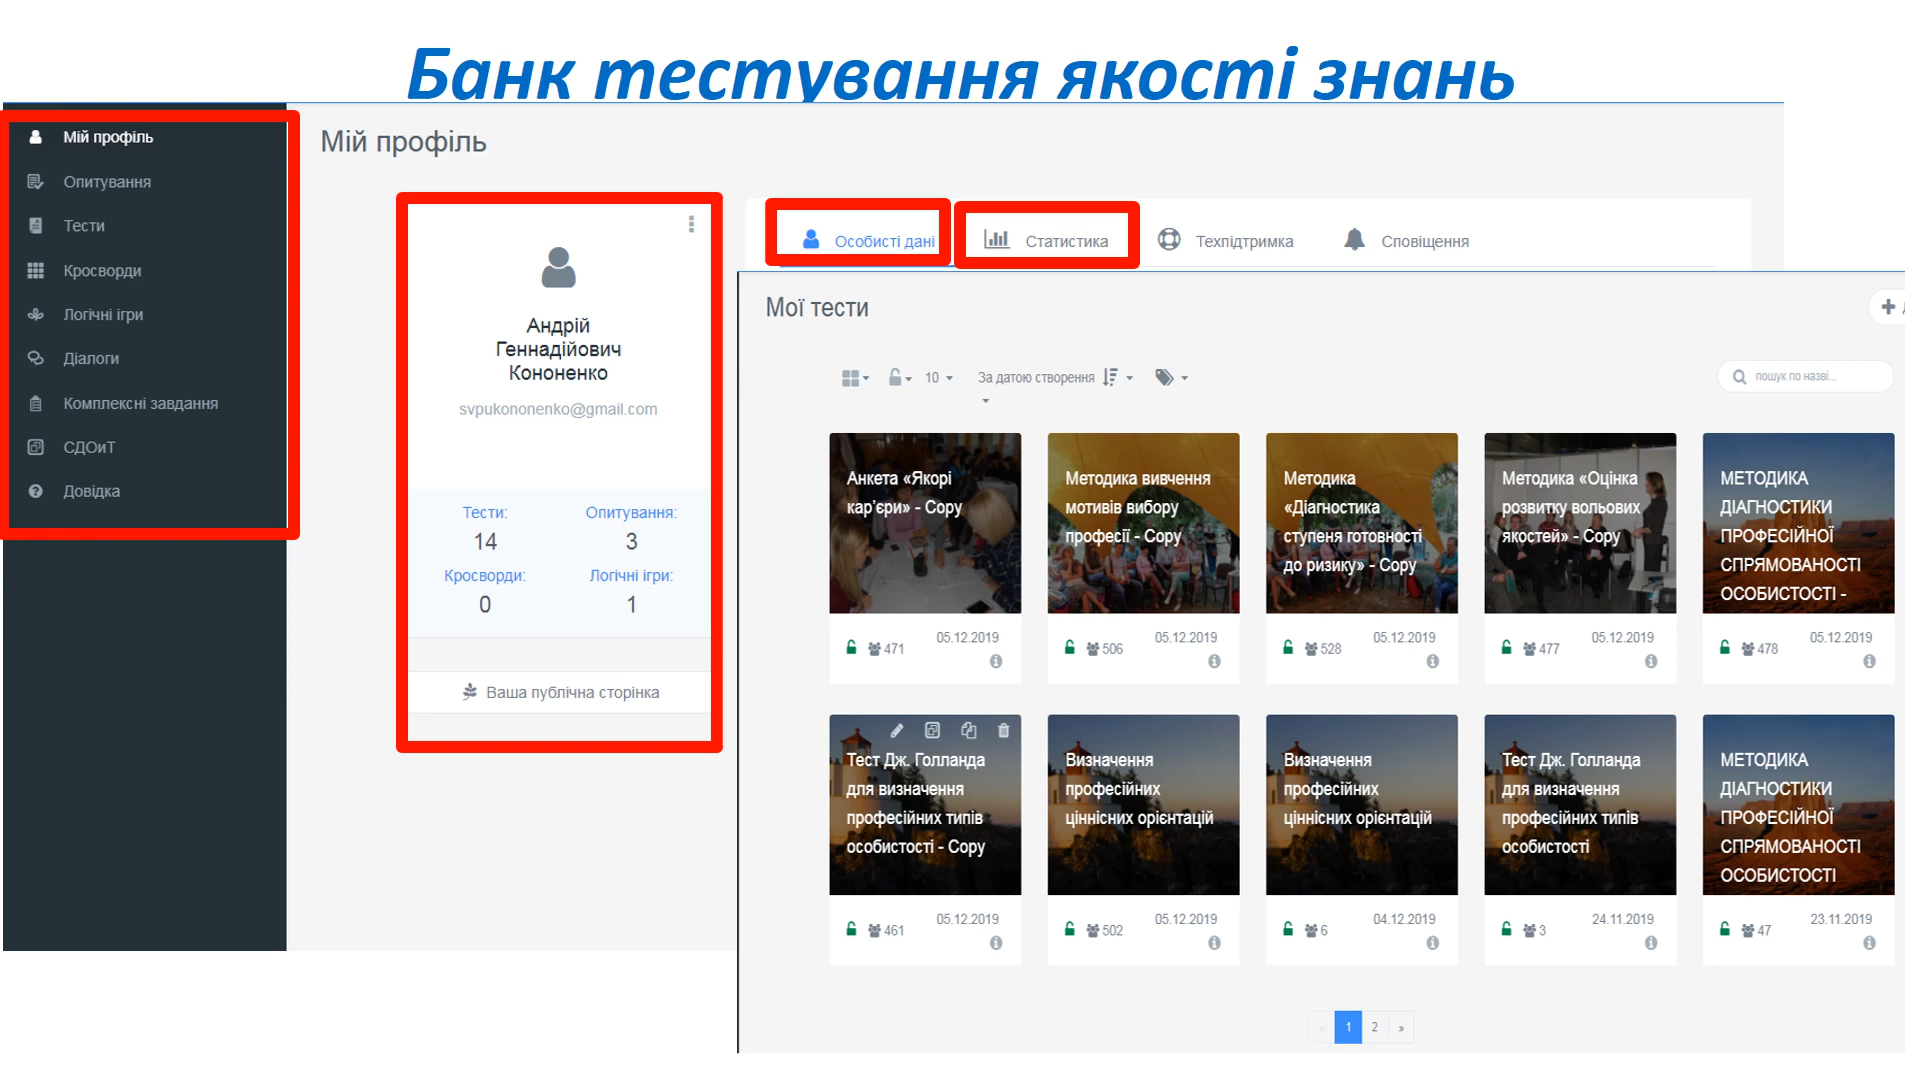 Банк тестування якості знань
Мій профіль
Опитування
Тести
Кросворди
Логічні ігри
Діалоги
Комплексні завдання
СДОиТ
Довідка
Мій профіль
Андрій
Геннадійович
Кононенко
svpukononenko@gmail.com
Тести: Опитування:
14 3
Кросворди: Логічні ігри:
0 1
Ваша публічна сторінка
Особисті дані Статистика Техпідтримка Сповіщення
Мої тести
10 За датою створення
пошук по назві...
Анкета «Якорі
кар'єри» - Copy
471 05.12.2019
Методика вивчення
мотивів вибору
професії - Copy
506 05.12.2019
Методика
«Діагностика
ступеня готовності
до ризику» - Copy
528 05.12.2019
Методика «Оцінка
розвитку вольових
якостей» - Copy
477 05.12.2019
МЕТОДИКА
ДІАГНОСТИКИ
ПРОФЕСІЙНОЇ
СПРЯМОВАНОСТІ
ОСОБИСТОСТІ -
478 05.12.2019
Тест Дж. Голланда
для визначення
професійних типів
особистості - Copy
461 05.12.2019
Визначення
професійних
ціннісних орієнтацій
502 05.12.2019
Визначення
професійних
ціннісних орієнтацій
6 04.12.2019
Тест Дж. Голланда
для визначення
професійних типів
особистості
3 24.11.2019
МЕТОДИКА
ДІАГНОСТИКИ
ПРОФЕСІЙНОЇ
СПРЯМОВАНОСТІ
ОСОБИСТОСТІ
47 23.11.2019
« 1 2 »